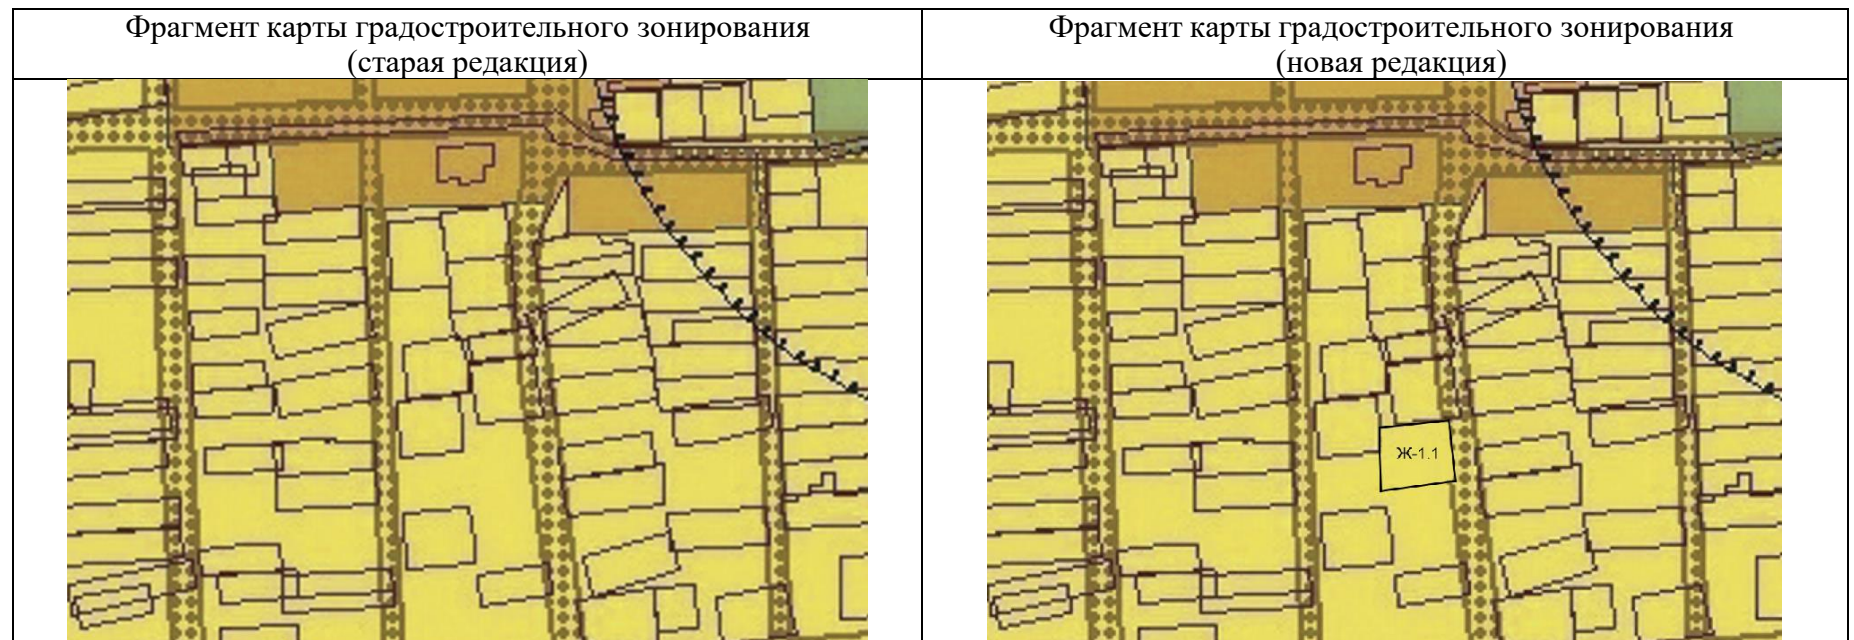 Фрагмент карты градостроительного зонирования
(старая редакция)
Фрагмент карты градостроительного зонирования
(новая редакция)
Ж-1.1